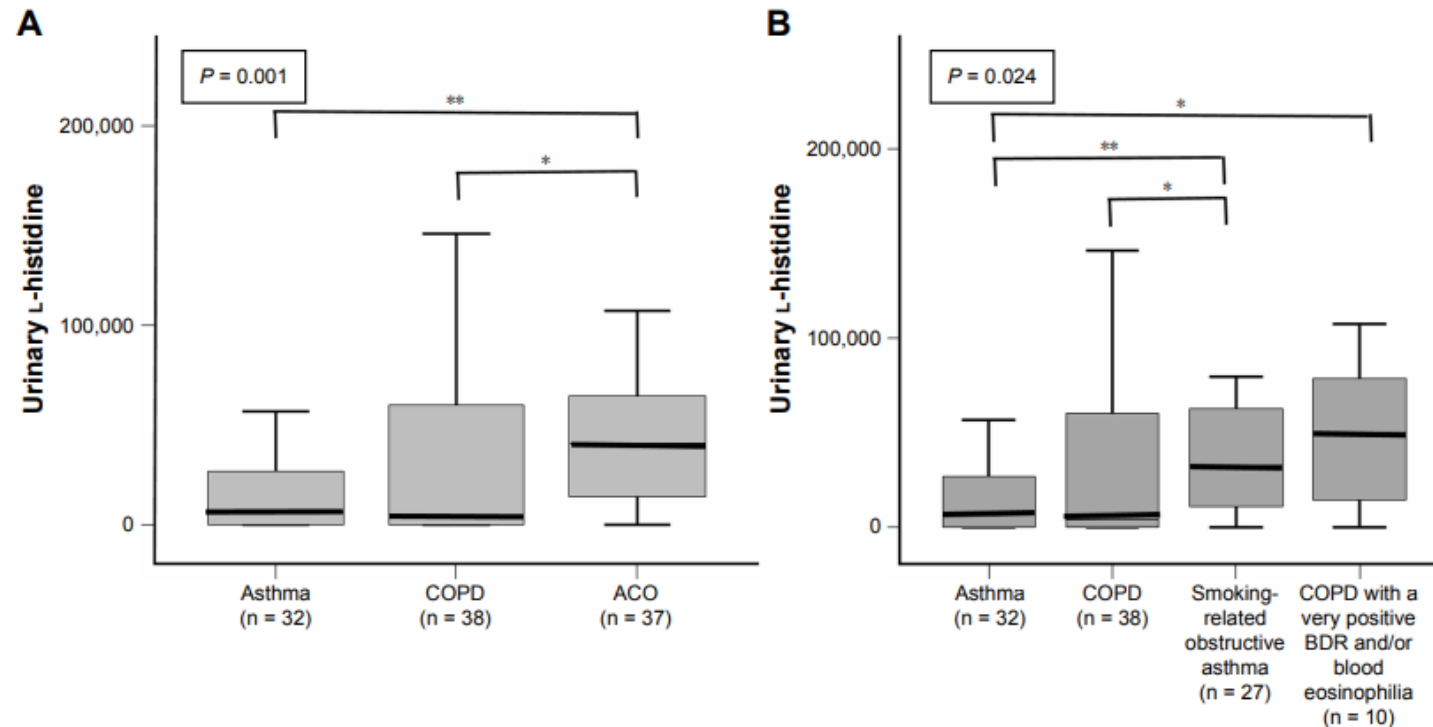 A
P = 0.001
**
*
200,000
100,000
0
Urinary L-histidine
Asthma
(n = 32)
COPD
(n = 38)
ACO
(n = 37)
B
P = 0.024
*
**
*
200,000
100,000
0
Urinary L-histidine
Asthma
(n = 32)
COPD
(n = 38)
Smoking-
related
obstructive
asthma
(n = 27)
COPD with a
very positive
BDR and/or
blood
eosinophilia
(n = 10)